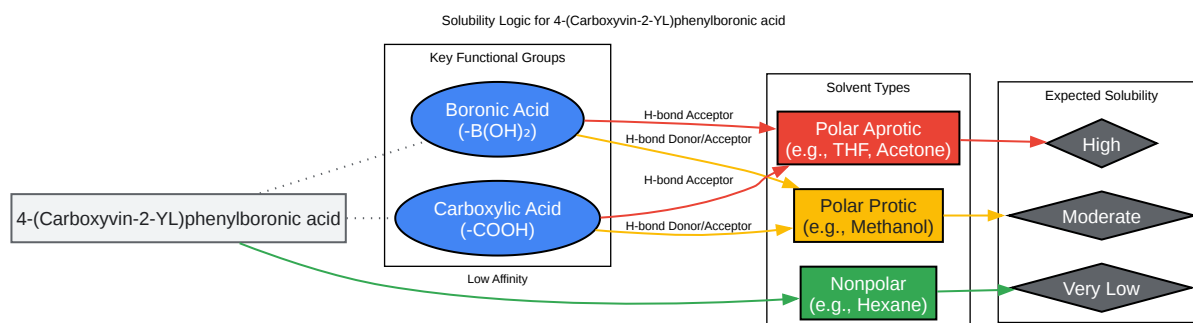 Solubility Logic for 4-(Carboxyvin-2-YL)phenylboronic acid
Key Functional Groups
Solvent Types
Expected Solubility
Boronic Acid
(-B(OH)₂)
H-bond Acceptor
Polar Aprotic
(e.g., THF, Acetone)
High
H-bond Donor/Acceptor
H-bond Acceptor
4-(Carboxyvin-2-YL)phenylboronic acid
Carboxylic Acid
(-COOH)
H-bond Donor/Acceptor
Polar Protic
(e.g., Methanol)
Moderate
Low Affinity
Nonpolar
(e.g., Hexane)
Very Low